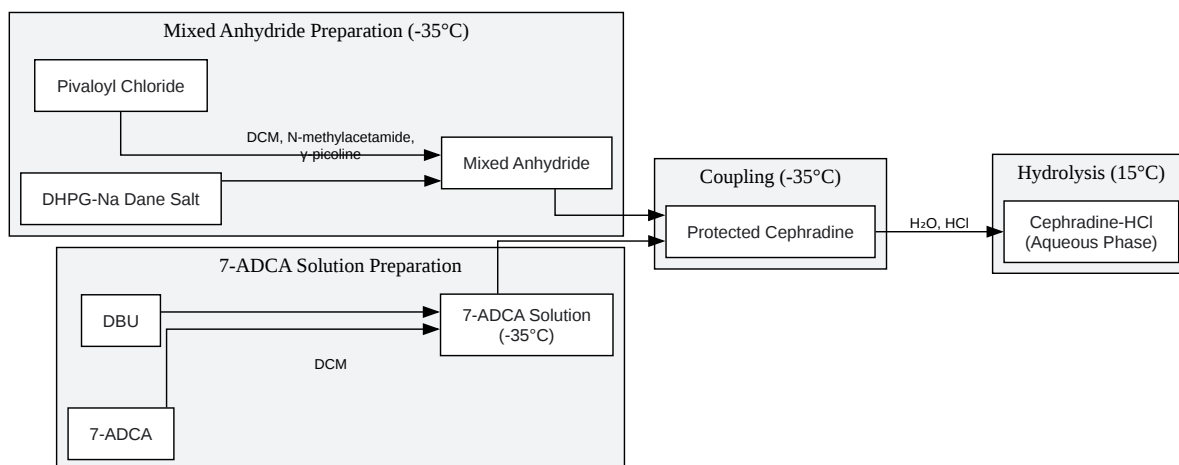 Mixed Anhydride Preparation (-35°C)
Pivaloyl Chloride
DCM, N-methylacetamide,
γ-picoline
Mixed Anhydride
DHPG-Na Dane Salt
Coupling (-35°C)
Protected Cephradine
H₂O, HCl
Hydrolysis (15°C)
Cephradine-HCl
(Aqueous Phase)
7-ADCA Solution Preparation
DBU
7-ADCA Solution
(-35°C)
DCM
7-ADCA